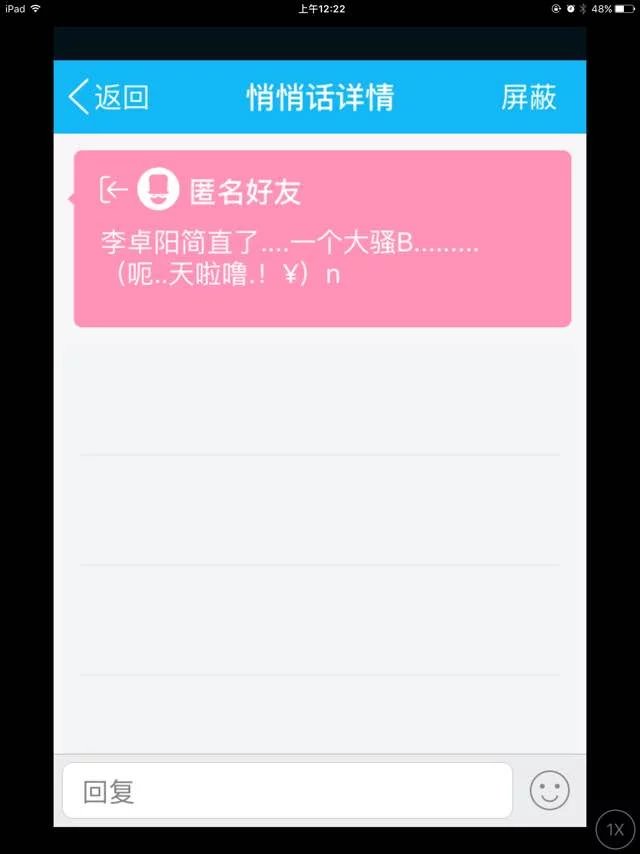 iPad 上午12:22 48%
返回 悄悄话详情 屏蔽
匿名好友
李卓阳简直了....一个大骚B.........
（呃..天啦噜.！¥）n
回复
1X